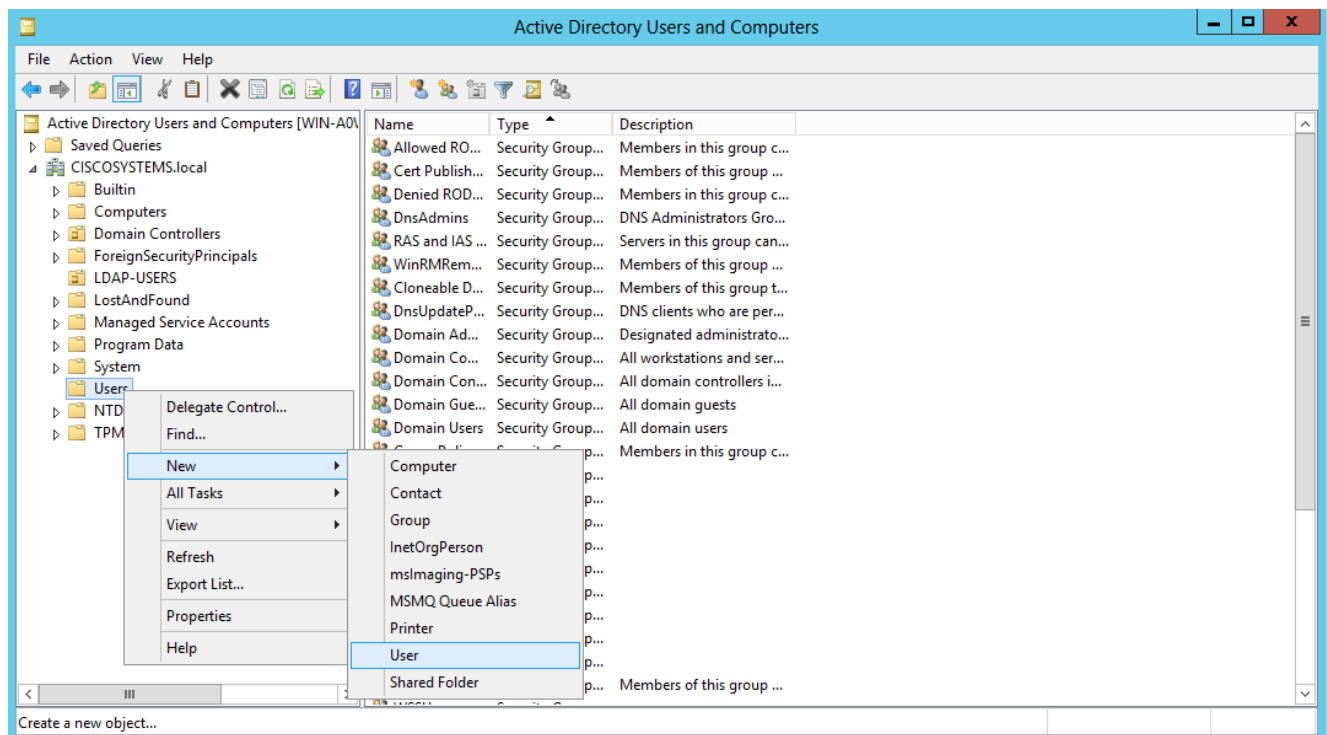 Active Directory Users and Computers
File Action View Help
Active Directory Users and Computers [WIN-A0\
Saved Queries
CISCOSYSTEMS.local
Builtin
Computers
Domain Controllers
ForeignSecurityPrincipals
LDAP-USERS
LostAndFound
Managed Service Accounts
Program Data
System
Users
NTD
TPM
Name Type Description
Allowed RO... Security Group... Members in this group c...
Cert Publish... Security Group... Members of this group ...
Denied ROD... Security Group... Members in this group c...
DnsAdmins Security Group... DNS Administrators Gro...
RAS and IAS ... Security Group... Servers in this group can...
WinRMRem... Security Group... Members of this group ...
Cloneable D... Security Group... Members of this group t...
DnsUpdateP... Security Group... DNS clients who are per...
Domain Ad... Security Group... Designated administrato...
Domain Co... Security Group... All workstations and ser...
Domain Con... Security Group... All domain controllers i...
Domain Gue... Security Group... All domain guests
Domain Users Security Group... All domain users
p... Members in this group c...
p...
p...
p...
p...
p...
p...
p...
p...
p...
p... Members of this group ...
Delegate Control...
Find...
New
All Tasks
View
Refresh
Export List...
Properties
Help
Computer
Contact
Group
InetOrgPerson
msImaging-PSPs
MSMQ Queue Alias
Printer
User
Shared Folder
Create a new object...